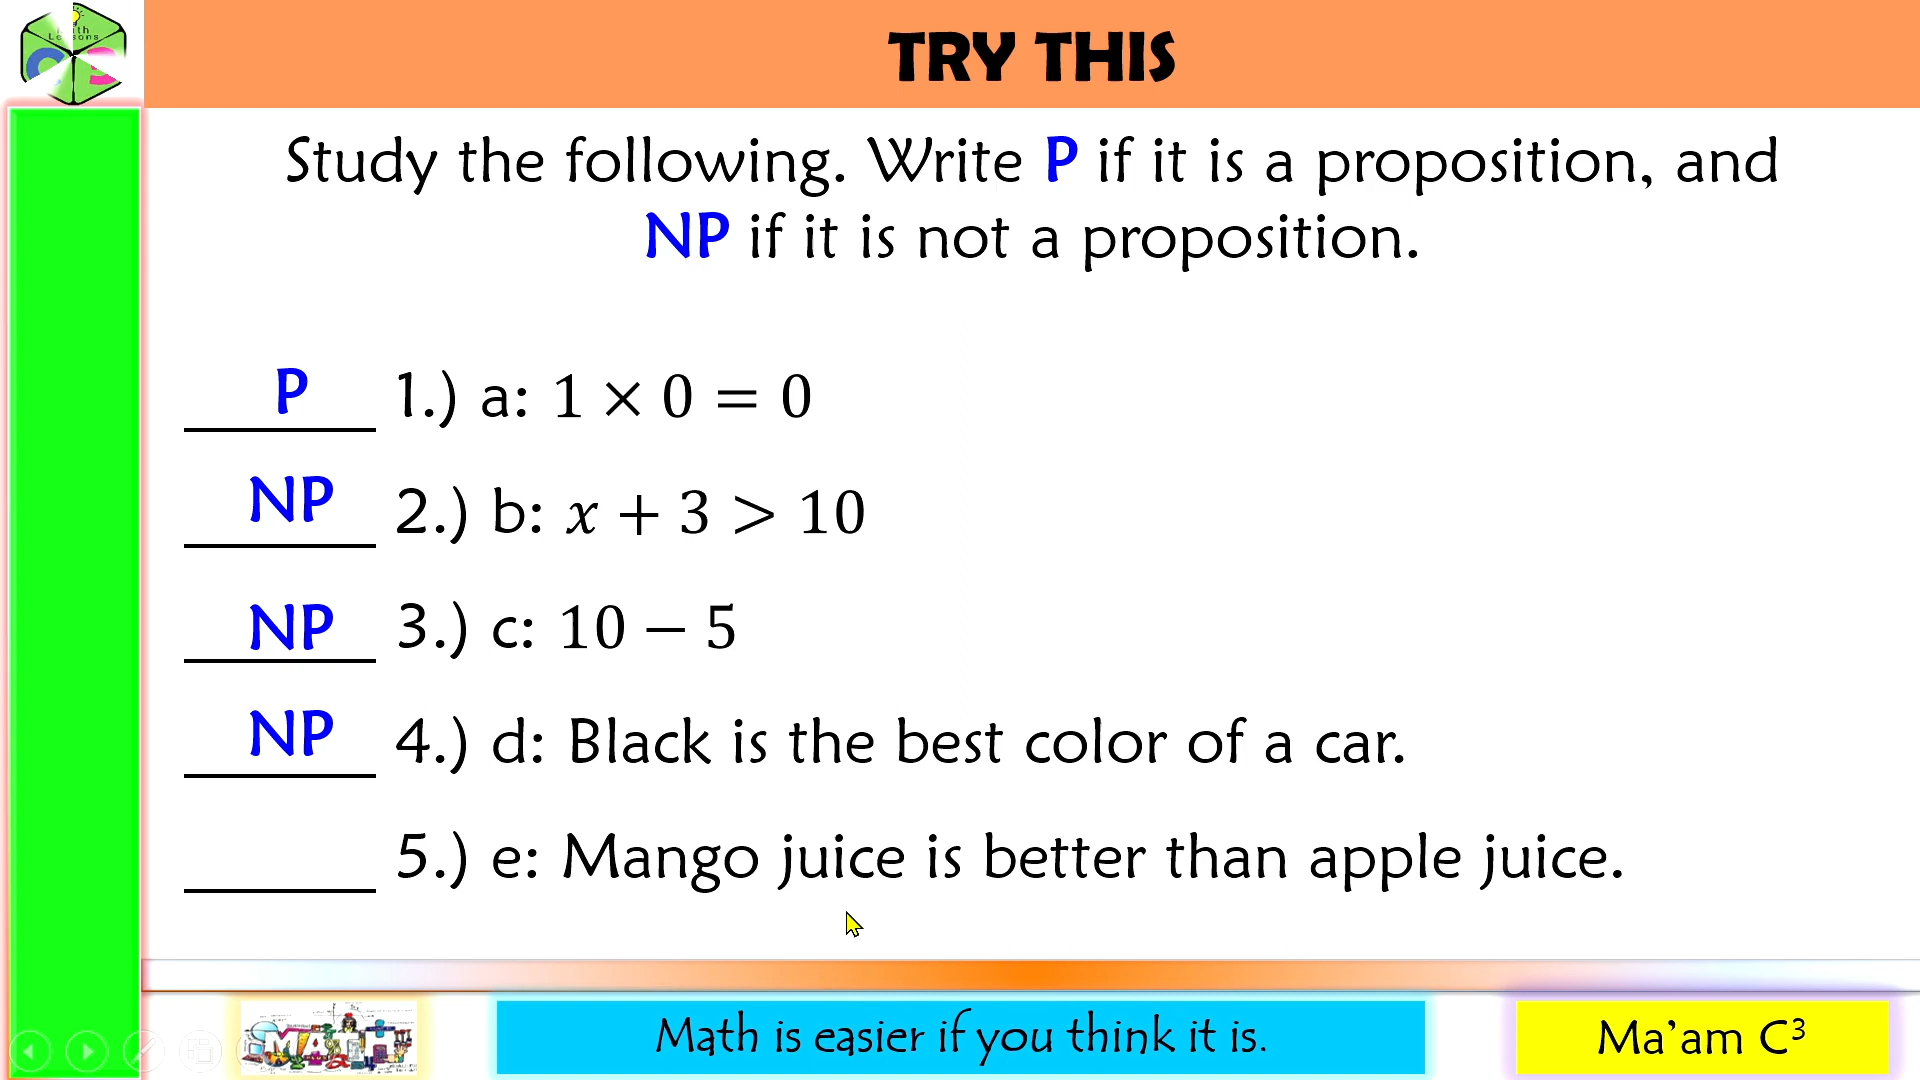 Math
Lessons
TRY THIS
Study the following. Write P if it is a proposition, and
NP if it is not a proposition.
P 1.) a: 1 × 0 = 0
NP 2.) b: x + 3 > 10
NP 3.) c: 10 − 5
NP 4.) d: Black is the best color of a car.
5.) e: Mango juice is better than apple juice.
MATH
Math is easier if you think it is.
Ma’am C³